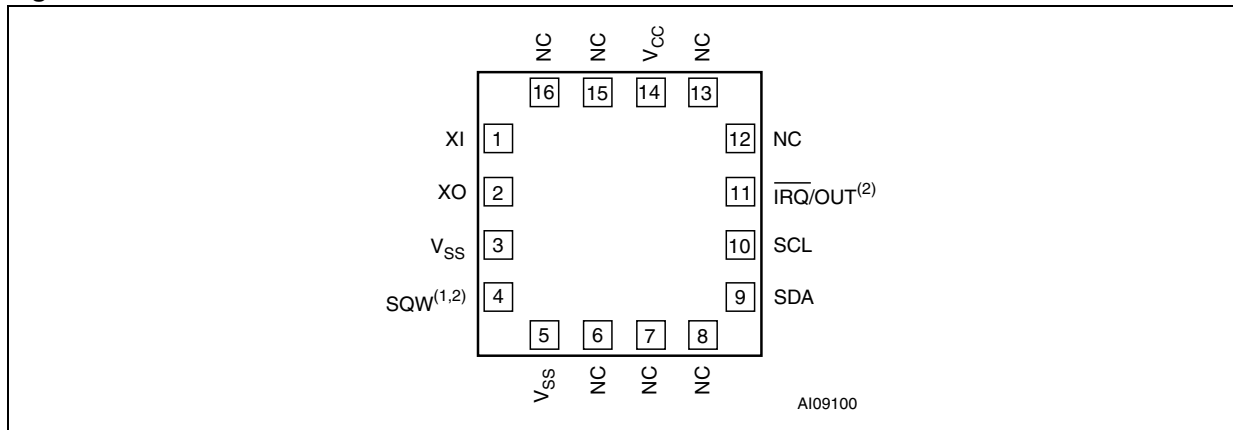 NC NC VCC NC
16 15 14 13
XI 1 12 NC
XO 2 11 IRQ/OUT(2)
VSS 3 10 SCL
SQW(1,2) 4 9 SDA
5 6 7 8
VSS NC NC NC
AI09100